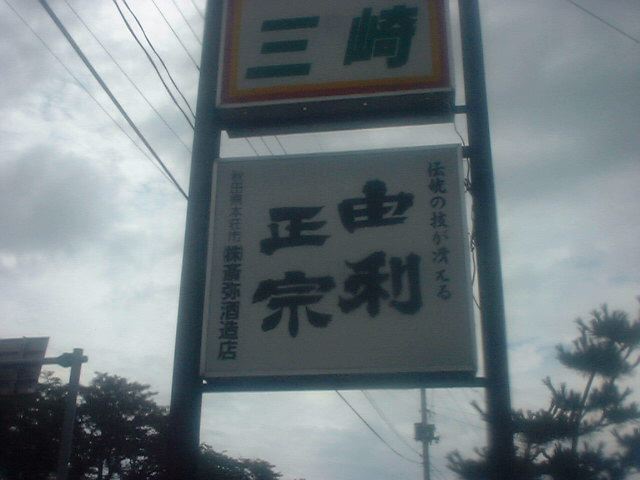 三崎
伝統の技が冴える
由利
正宗
秋田県本荘市 ㈱斎弥酒造店